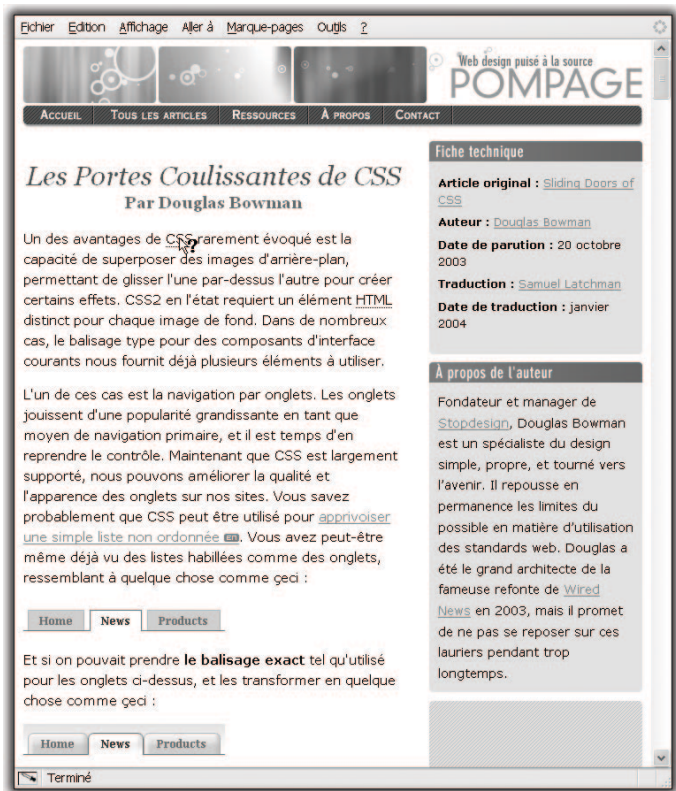 Fichier Edition Affichage Aller à Marque-pages Outils ?
Web design puisé à la source
POMPAGE
ACCUEIL TOUS LES ARTICLES RESSOURCES À PROPOS CONTACT
Les Portes Coulissantes de CSS
Par Douglas Bowman
Un des avantages de CSS rarement évoqué est la
capacité de superposer des images d'arrière-plan,
permettant de glisser l'une par-dessus l'autre pour créer
certains effets. CSS2 en l'état requiert un élément HTML
distinct pour chaque image de fond. Dans de nombreux
cas, le balisage type pour des composants d'interface
courants nous fournit déjà plusieurs éléments à utiliser.
L'un de ces cas est la navigation par onglets. Les onglets
jouissent d'une popularité grandissante en tant que
moyen de navigation primaire, et il est temps d'en
reprendre le contrôle. Maintenant que CSS est largement
supporté, nous pouvons améliorer la qualité et
l'apparence des onglets sur nos sites. Vous savez
probablement que CSS peut être utilisé pour apprivoiser
une simple liste non ordonnée en. Vous avez peut-être
même déjà vu des listes habillées comme des onglets,
ressemblant à quelque chose comme çeci :
Home News Products
Et si on pouvait prendre le balisage exact tel qu'utilisé
pour les onglets ci-dessus, et les transformer en quelque
chose comme çeci :
Home News Products
Fiche technique
Article original : Sliding Doors of
CSS
Auteur : Douglas Bowman
Date de parution : 20 octobre
2003
Traduction : Samuel Latchman
Date de traduction : janvier
2004
À propos de l'auteur
Fondateur et manager de
Stopdesign, Douglas Bowman
est un spécialiste du design
simple, propre, et tourné vers
l'avenir. Il repousse en
permanence les limites du
possible en matière d'utilisation
des standards web. Douglas a
été le grand architecte de la
fameuse refonte de Wired
News en 2003, mais il promet
de ne pas se reposer sur ces
lauriers pendant trop
longtemps.
Terminé